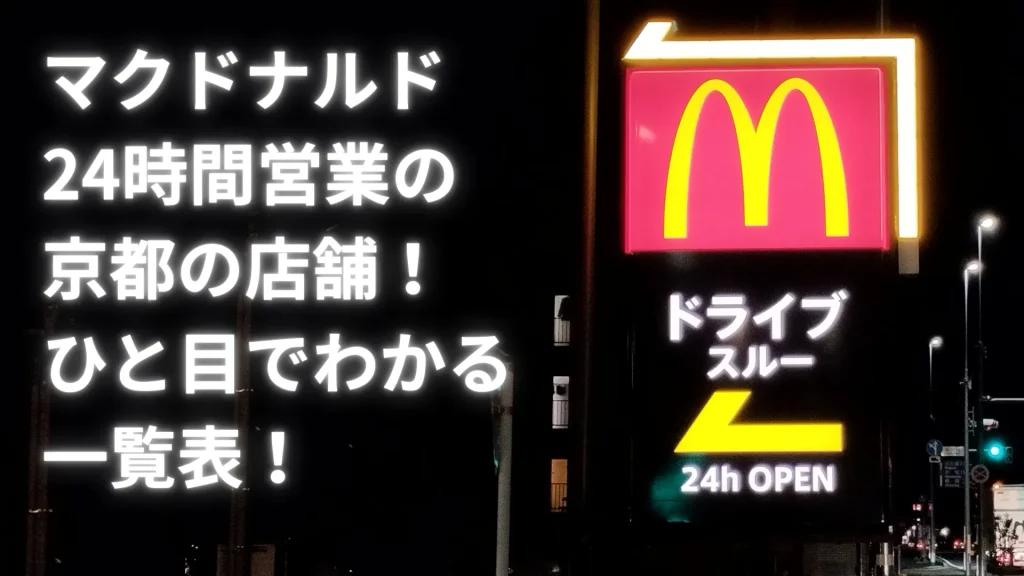 マクドナルド
24時間営業の
京都の店舗！
ひと目でわかる
一覧表！
ドライブ
スルー
24h OPEN